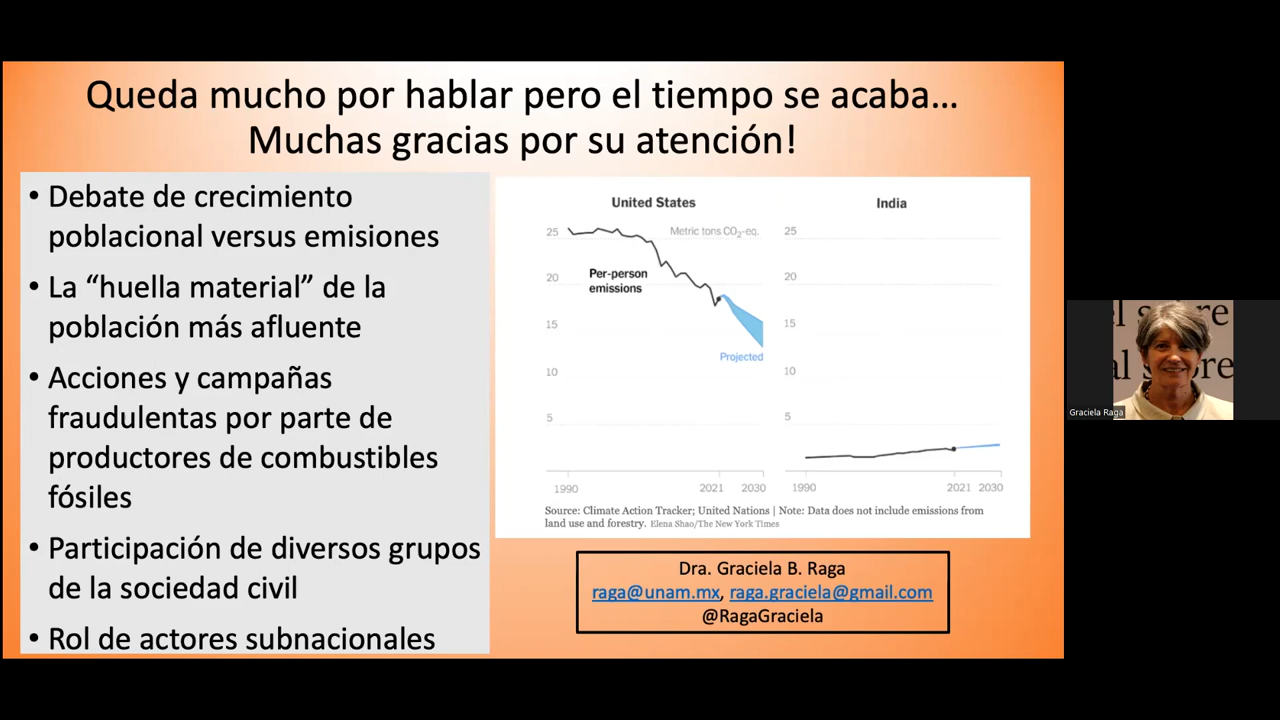 Queda mucho por hablar pero el tiempo se acaba...
Muchas gracias por su atención!
• Debate de crecimiento
poblacional versus emisiones
• La “huella material” de la
población más afluente
• Acciones y campañas
fraudulentas por parte de
productores de combustibles
fósiles
• Participación de diversos grupos
de la sociedad civil
• Rol de actores subnacionales
United States
Metric tons CO2-eq.
25
20
15
10
5
Per-person
emissions
Projected
1990 2021 2030
India
25
20
15
10
5
1990 2021 2030
Source: Climate Action Tracker; United Nations | Note: Data does not include emissions from
land use and forestry. Elena Shao/The New York Times
Dra. Graciela B. Raga
raga@unam.mx, raga.graciela@gmail.com
@RagaGraciela
el sobre
al sobre
Graciela Raga